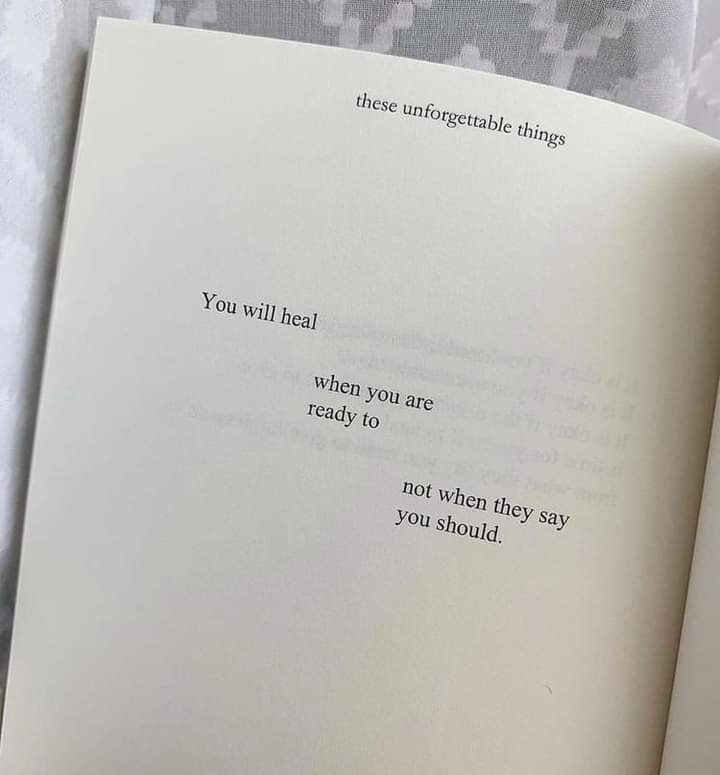 these unforgettable things
You will heal
when you are
ready to
not when they say
you should.